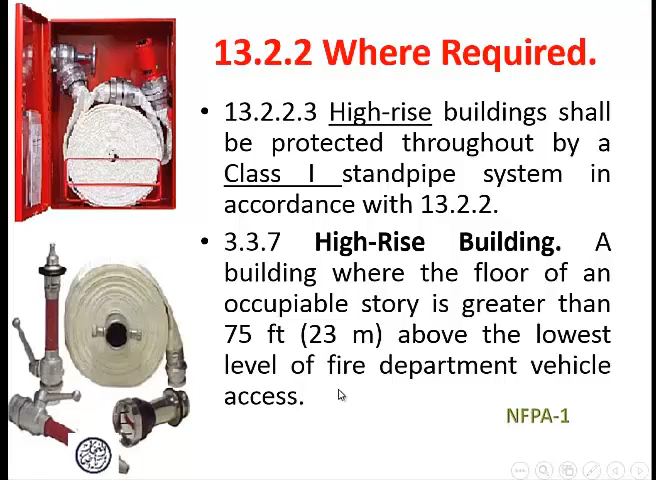 13.2.2 Where Required.
• 13.2.2.3 High-rise buildings shall
be protected throughout by a
Class I standpipe system in
accordance with 13.2.2.
• 3.3.7 High-Rise Building. A
building where the floor of an
occupiable story is greater than
75 ft (23 m) above the lowest
level of fire department vehicle
access.
NFPA-1